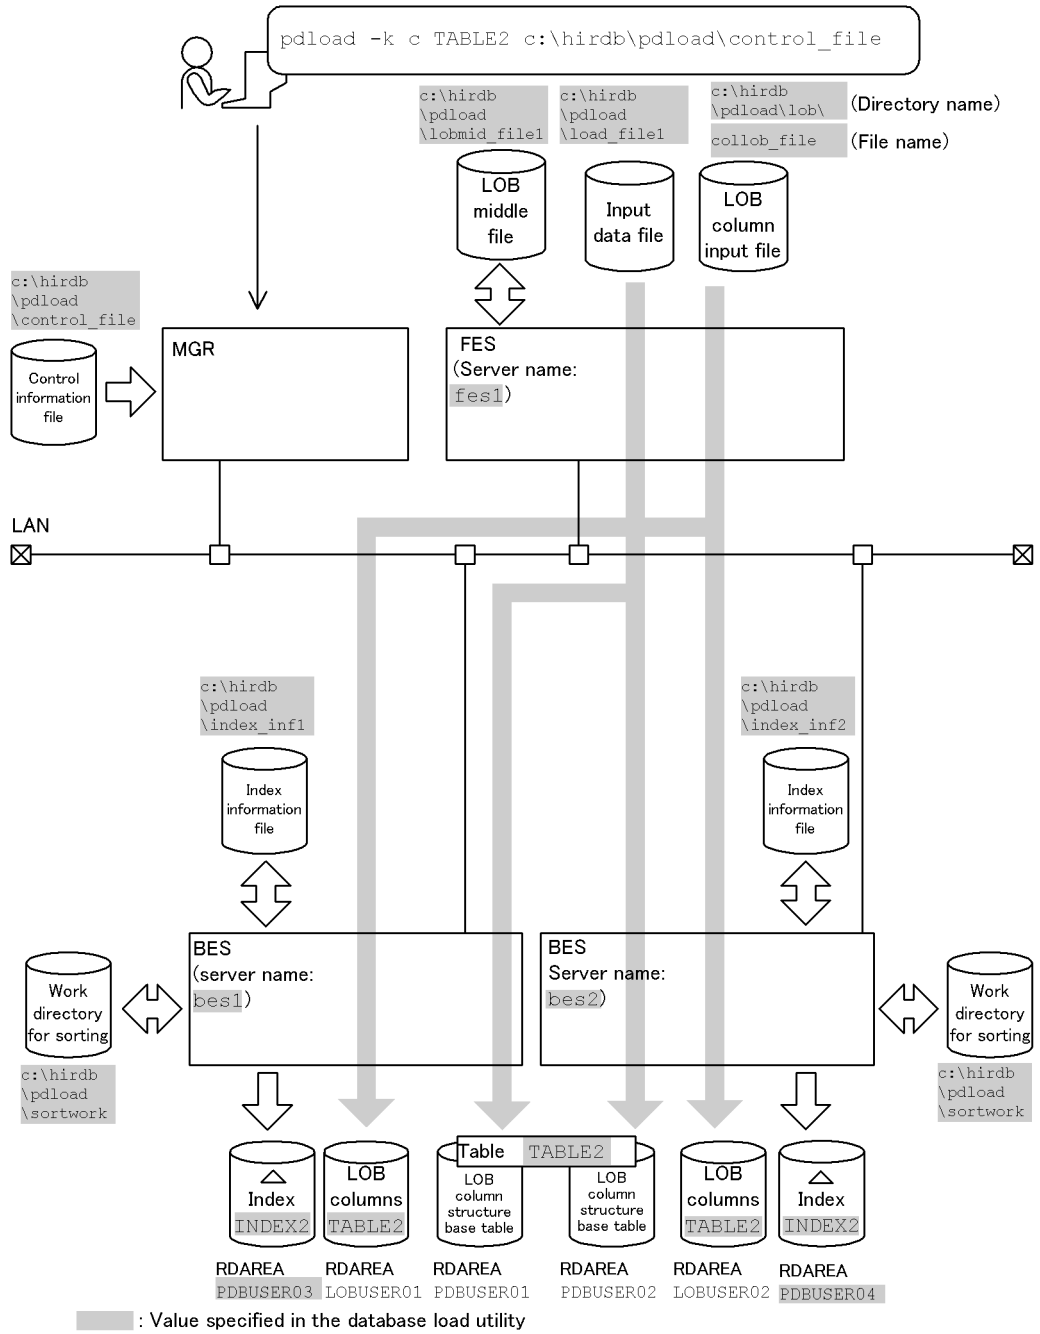 pdload -k c TABLE2 c:\hirdb\pdload\control_file
c:\hirdb
\pdload
\lobmid_file1
c:\hirdb
\pdload
\load_file1
c:\hirdb
\pdload\lob\
(Directory name)
collob_file
(File name)
LOB
middle
file
Input
data file
LOB
column
input file
c:\hirdb
\pdload
\control_file
Control
information
file
MGR
FES
(Server name:
fes1)
LAN
c:\hirdb
\pdload
\index_inf1
c:\hirdb
\pdload
\index_inf2
Index
information
file
Index
information
file
BES
(server name:
bes1)
BES
Server name:
bes2)
Work
directory
for sorting
Work
directory
for sorting
c:\hirdb
\pdload
\sortwork
c:\hirdb
\pdload
\sortwork
Table TABLE2
Index
INDEX2
LOB
columns
TABLE2
LOB
column
structure
base table
LOB
column
structure
base table
LOB
columns
TABLE2
Index
INDEX2
RDAREA
PDBUSER03
RDAREA
LOBUSER01
RDAREA
PDBUSER01
RDAREA
PDBUSER02
RDAREA
LOBUSER02
RDAREA
PDBUSER04
: Value specified in the database load utility